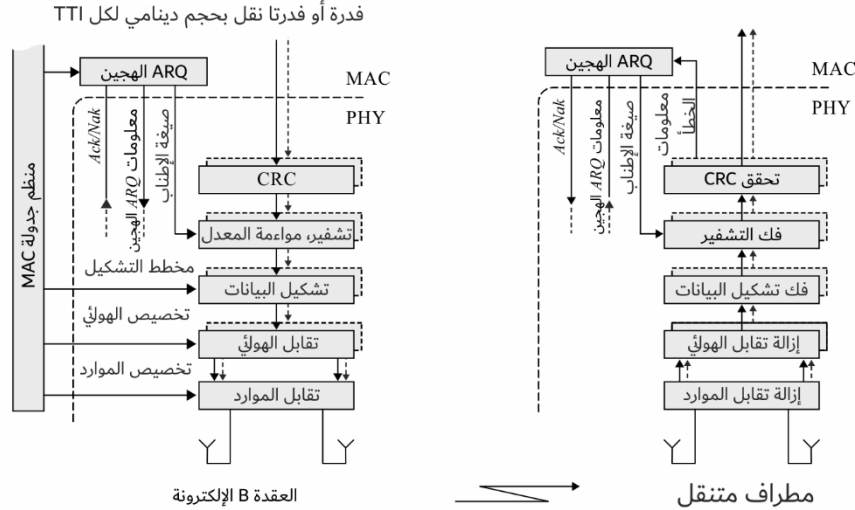 فدرة أو فدرتا نقل بحجم دينامي لكل TTI
ARQ الهجين
MAC
PHY
Ack/Nak
معلومات ARQ الهجين
صيغة الإطناب
منظم جدولة MAC
CRC
تشفير، مواءمة المعدل
مخطط التشكيل
تشكيل البيانات
تخصيص الهوائي
تقابل الهوائي
تخصيص الموارد
تقابل الموارد
العقدة B الإلكترونة
ARQ الهجين
MAC
PHY
Ack/Nak
معلومات ARQ الهجين
صيغة الإطناب
معلومات الخطأ
تحقق CRC
فك التشفير
فك تشكيل البيانات
إزالة تقابل الهوائي
إزالة تقابل الموارد
مطراف متنقل